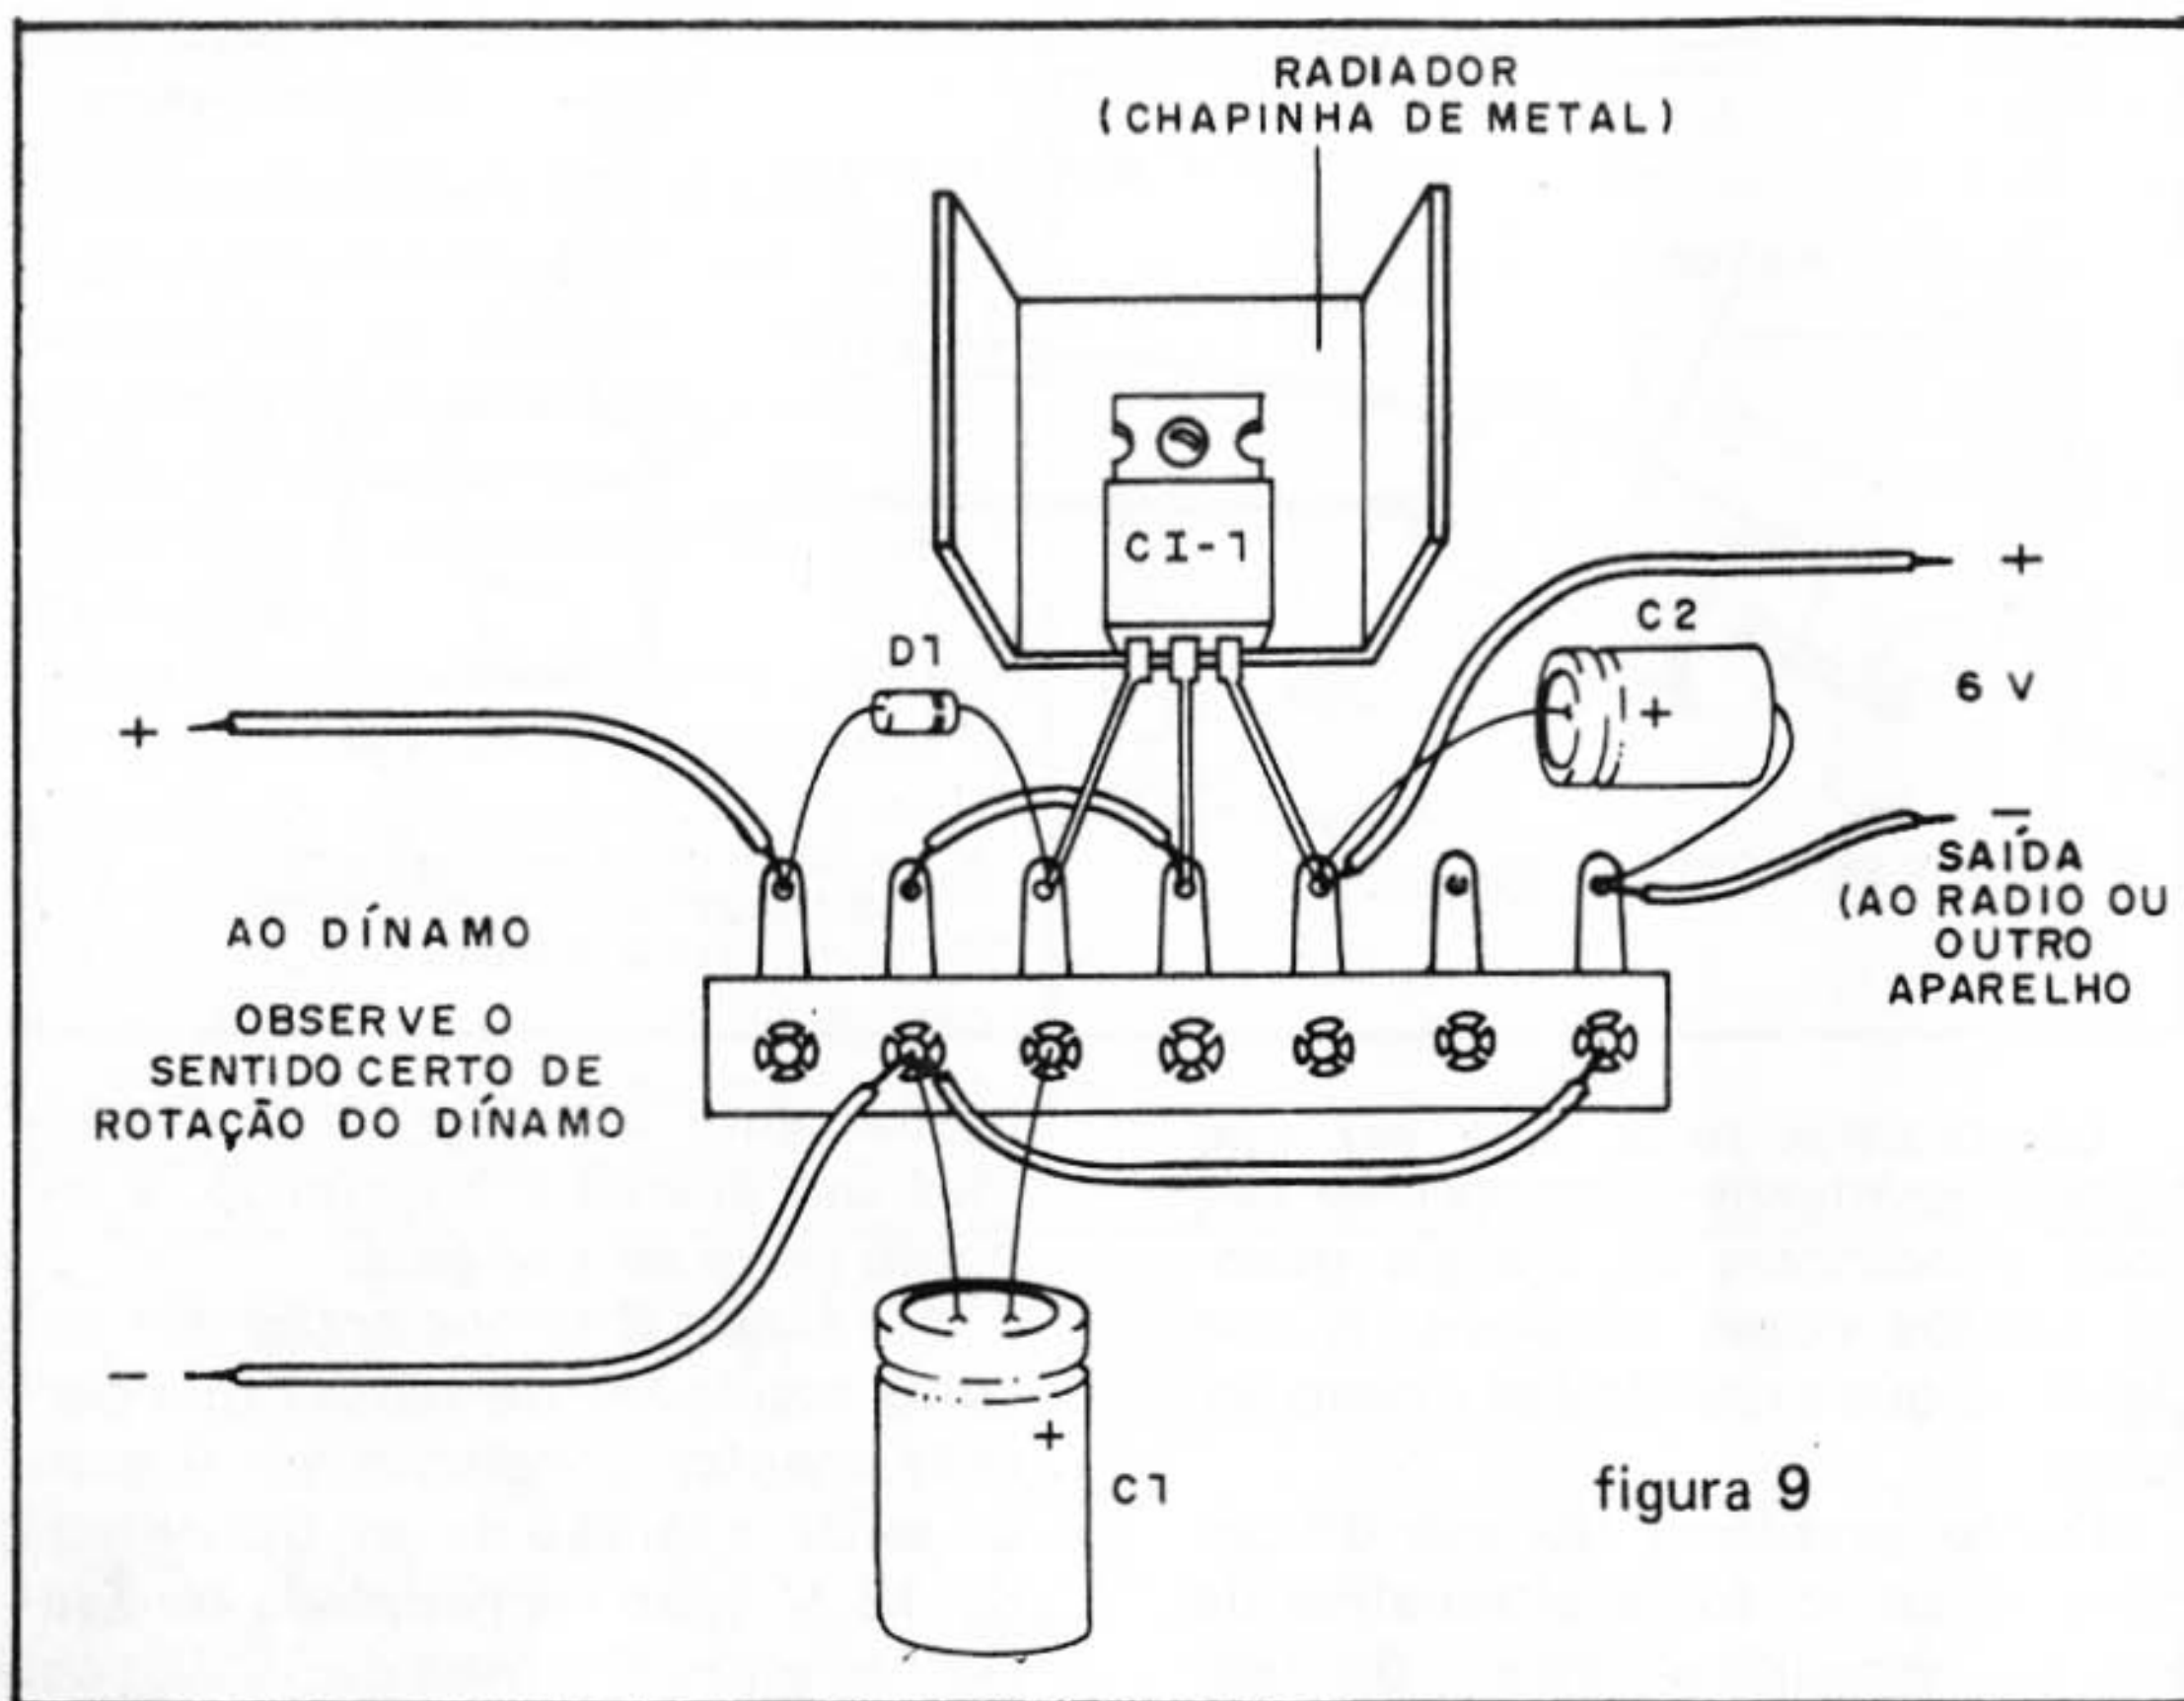 RADIADOR
(CHAPINHA DE METAL)
CI-1
D1
C2
+
+
+
6 V
–
SAÍDA
(AO RADIO OU
OUTRO
APARELHO
AO DÍNAMO
OBSERVE O
SENTIDO CERTO DE
ROTAÇÃO DO DÍNAMO
–
+
C1
figura 9